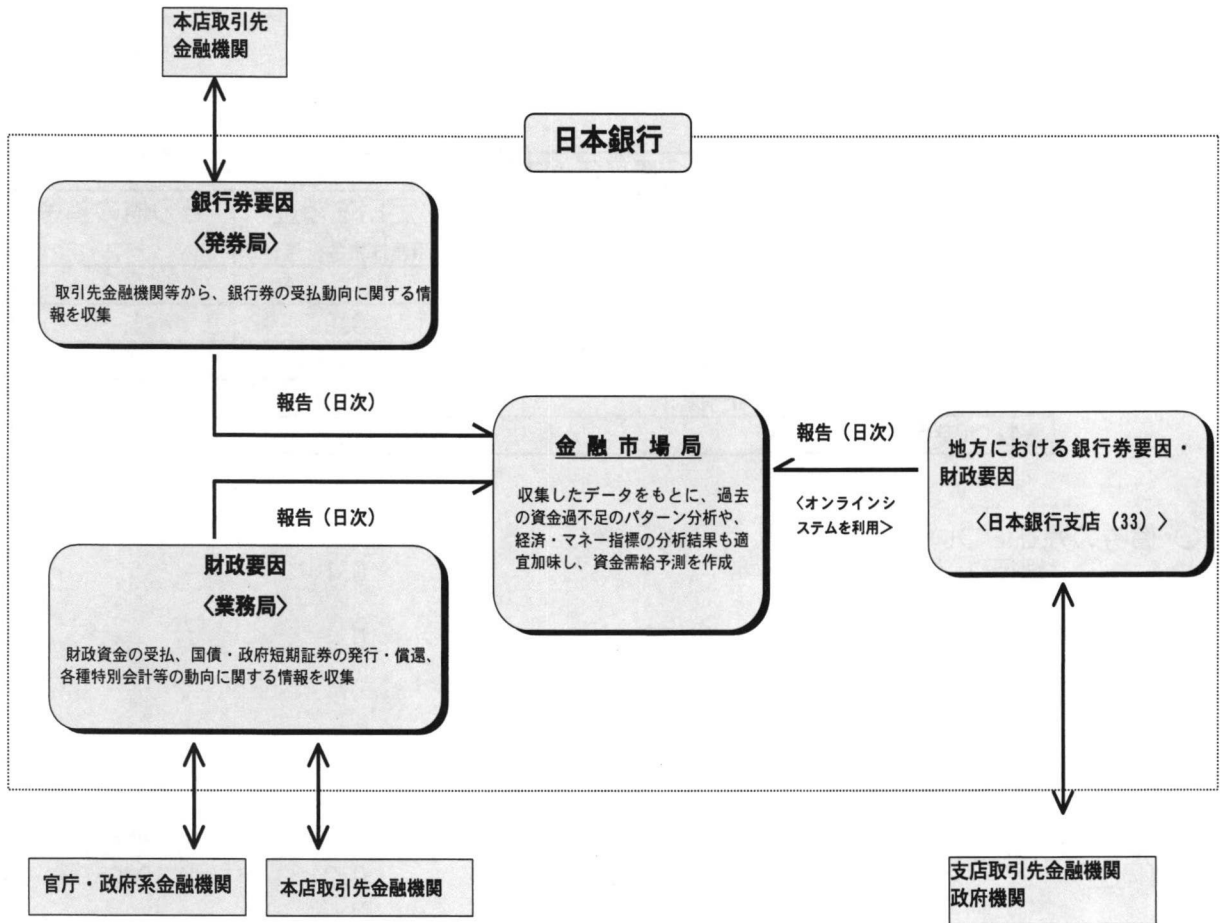 本店取引先
金融機関
日本銀行
銀行券要因
〈発券局〉
取引先金融機関等から、銀行券の受払動向に関する情
報を収集
報告（日次）
金融市場局
収集したデータをもとに、過去
の資金過不足のパターン分析や、
経済・マネー指標の分析結果も適
宜加味し、資金需給予測を作成
報告（日次）
〈オンラインシ
ステムを利用＞
地方における銀行券要因・
財政要因
〈日本銀行支店（33）〉
報告（日次）
財政要因
〈業務局〉
財政資金の受払、国債・政府短期証券の発行・償還、
各種特別会計等の動向に関する情報を収集
官庁・政府系金融機関
本店取引先金融機関
支店取引先金融機関
政府機関